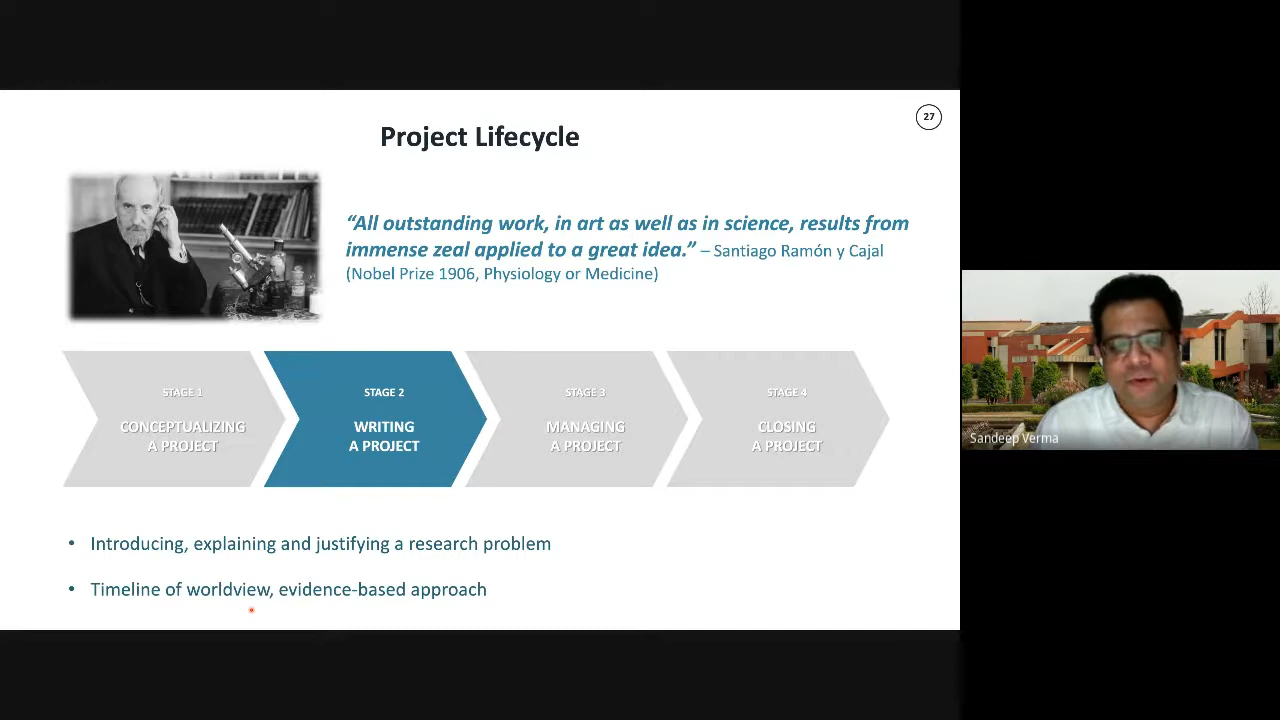 27
Project Lifecycle
“All outstanding work, in art as well as in science, results from
immense zeal applied to a great idea.” – Santiago Ramón y Cajal
(Nobel Prize 1906, Physiology or Medicine)
STAGE 1
CONCEPTUALIZING
A PROJECT
STAGE 2
WRITING
A PROJECT
STAGE 3
MANAGING
A PROJECT
STAGE 4
CLOSING
A PROJECT
• Introducing, explaining and justifying a research problem
• Timeline of worldview, evidence-based approach
Sandeep Verma